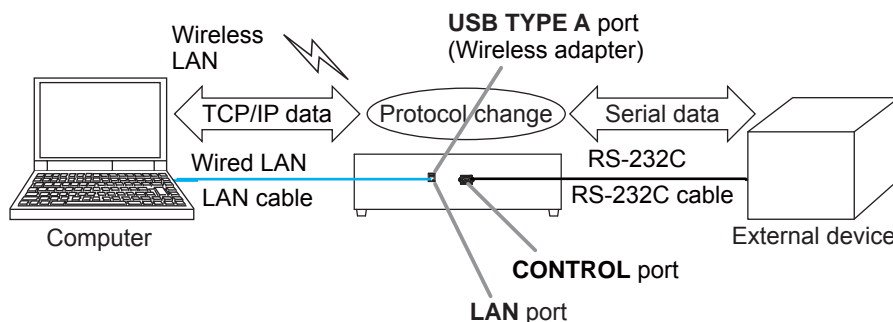 USB TYPE A port
(Wireless adapter)
Wireless
LAN
TCP/IP data
Protocol change
Serial data
Wired LAN
LAN cable
RS-232C
RS-232C cable
Computer
External device
CONTROL port
LAN port